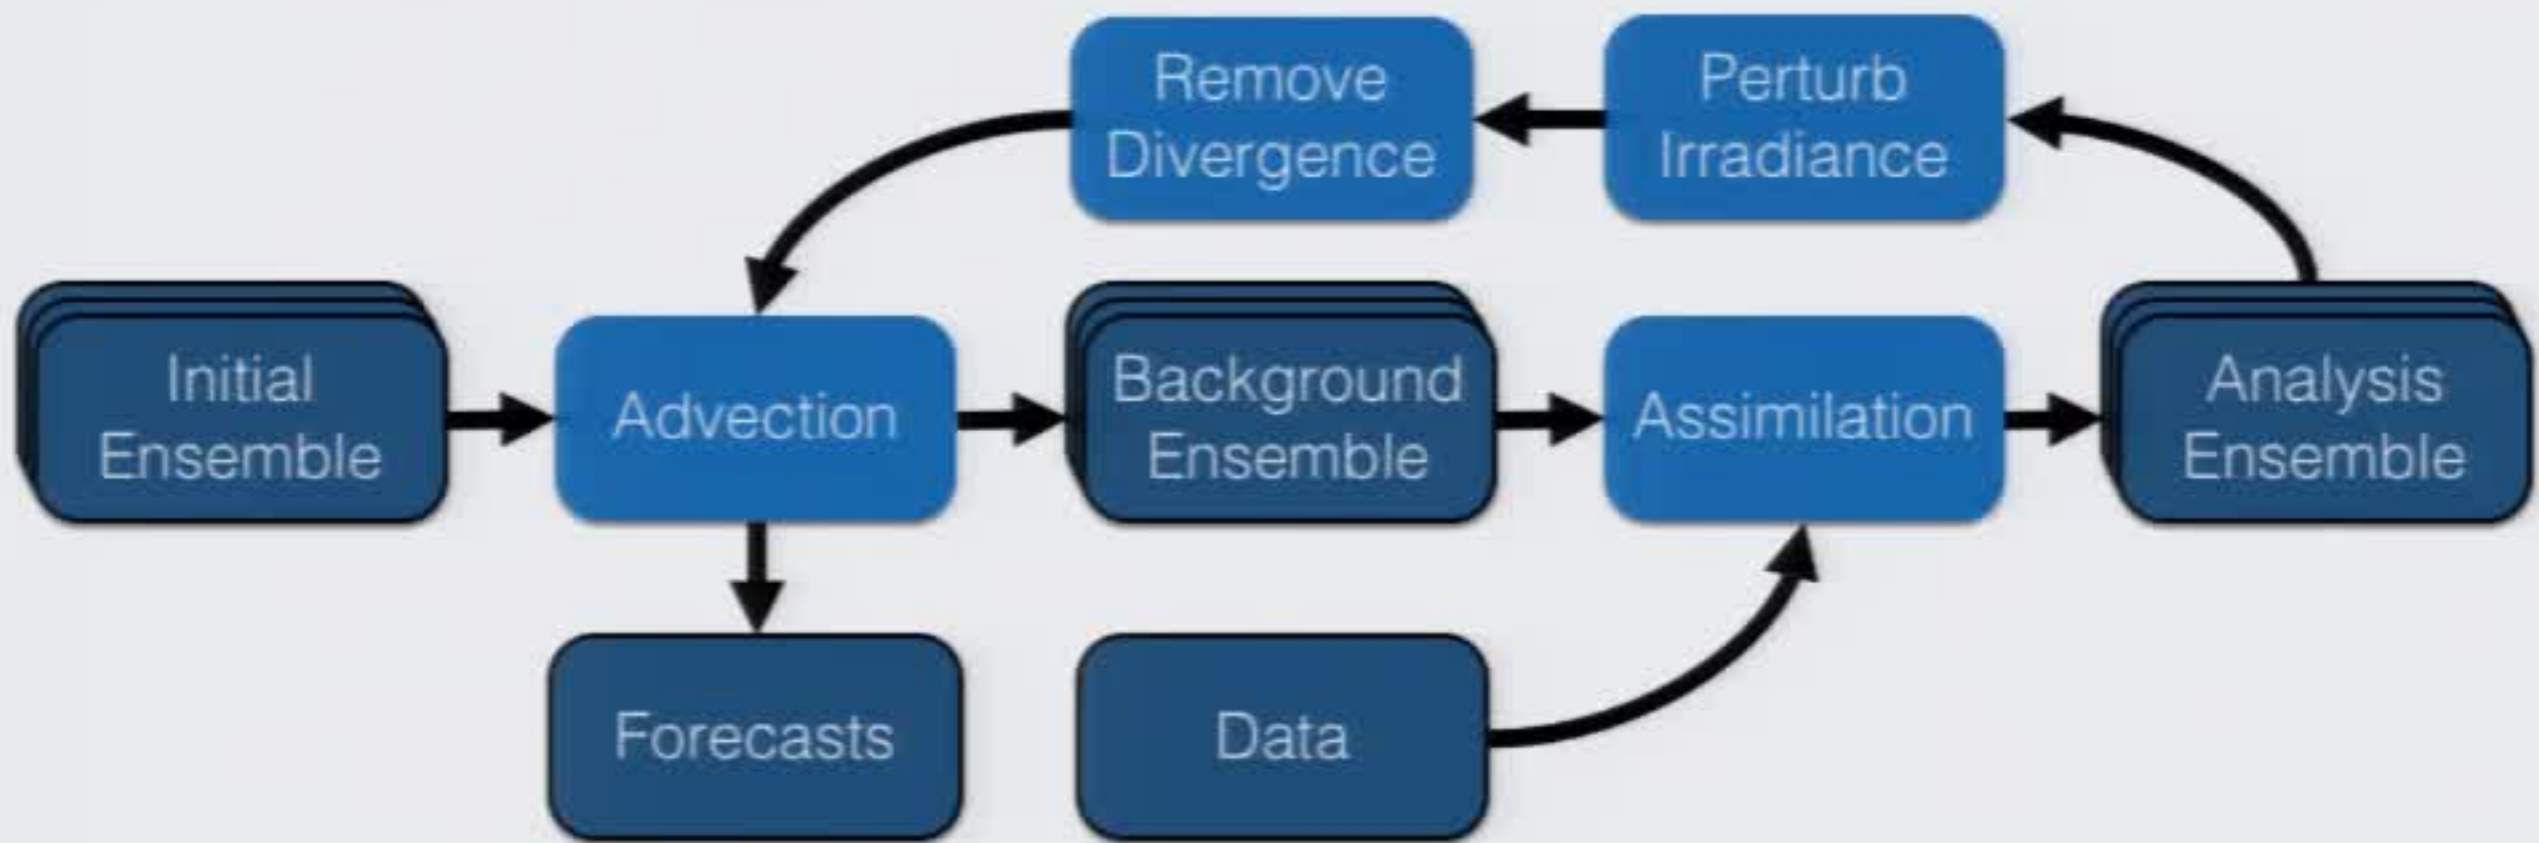 Remove
Divergence
Perturb
Irradiance
Initial
Ensemble
Advection
Background
Ensemble
Assimilation
Analysis
Ensemble
Forecasts
Data